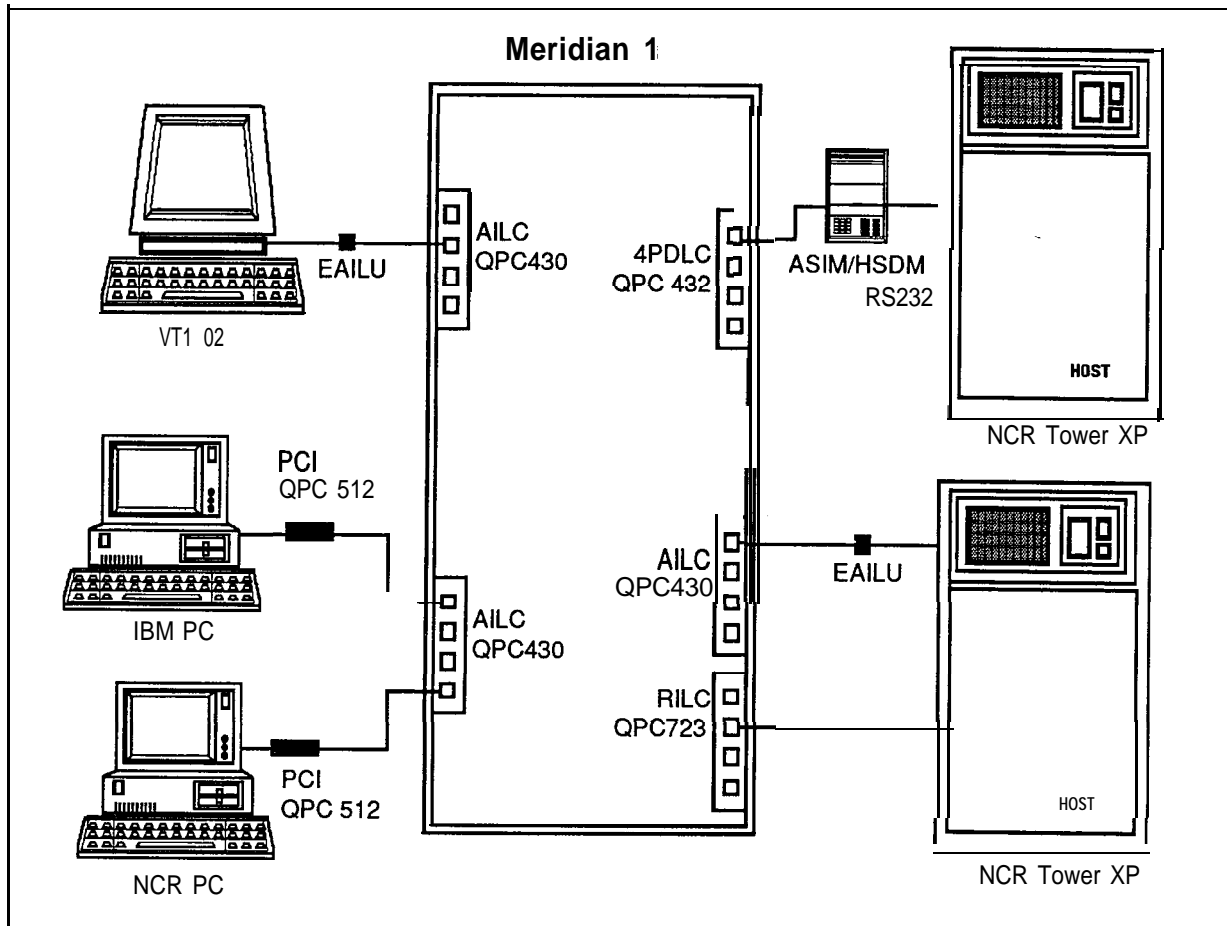 Meridian 1
VT1 02
EAILU
AILC
QPC430
4PDLC
QPC 432
ASIM/HSDM
RS232
HOST
NCR Tower XP
IBM PC
PCI
QPC 512
AILC
QPC430
NCR PC
PCI
QPC 512
AILC
QPC430
EAILU
RILC
QPC723
HOST
NCR Tower XP